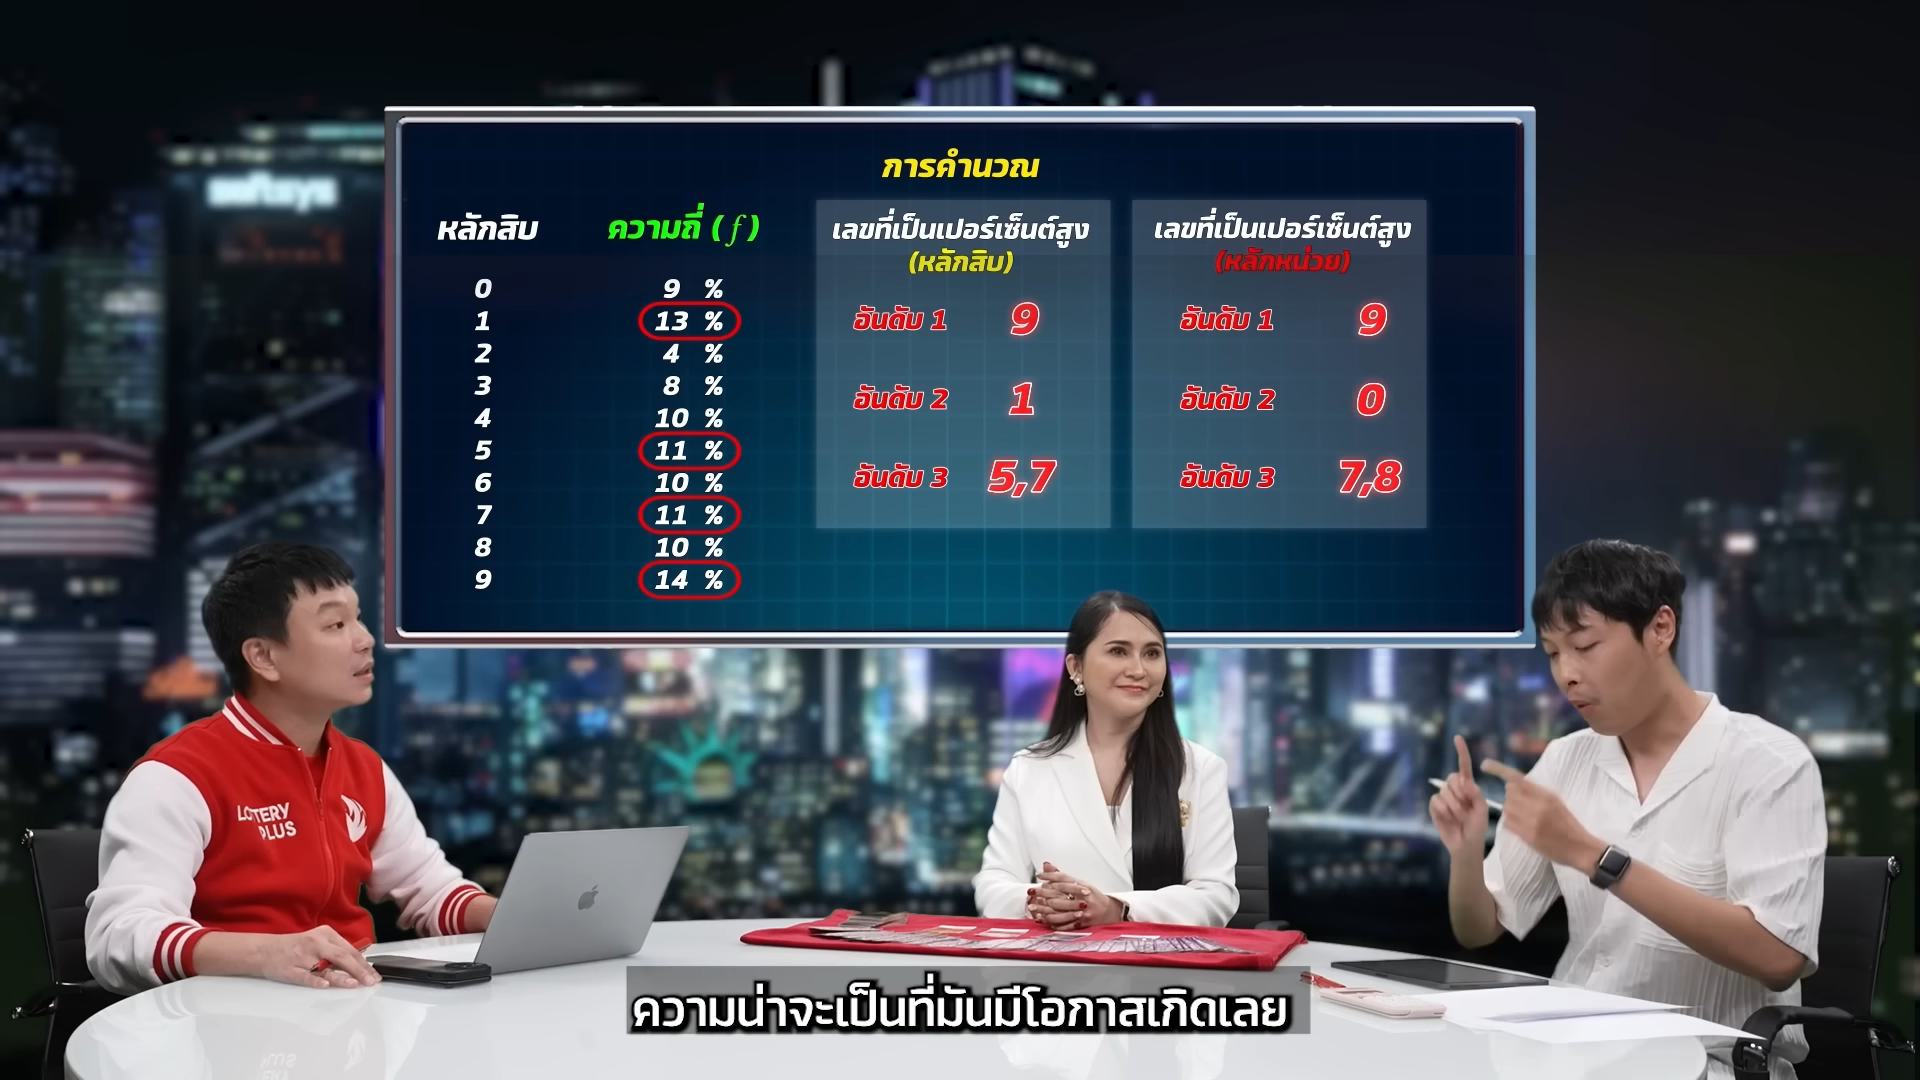 softsys
การคำนวณ
หลักสิบ ความถี่ (f)
0 9 %
1 13 %
2 4 %
3 8 %
4 10 %
5 11 %
6 10 %
7 11 %
8 10 %
9 14 %
เลขที่เป็นเปอร์เซ็นต์สูง
(หลักสิบ)
อันดับ 1 9
อันดับ 2 1
อันดับ 3 5,7
เลขที่เป็นเปอร์เซ็นต์สูง
(หลักหน่วย)
อันดับ 1 9
อันดับ 2 0
อันดับ 3 7,8
LOTTERY
PLUS
ความน่าจะเป็นที่มันมีโอกาสเกิดเลย